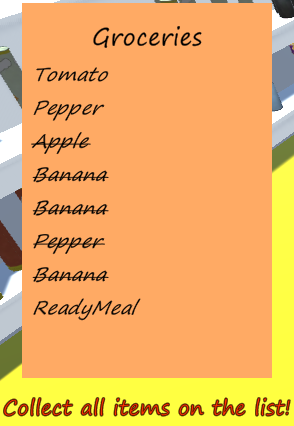 Groceries
Tomato
Pepper
Apple
Banana
Banana
Pepper
Banana
ReadyMeal
Collect all items on the list!